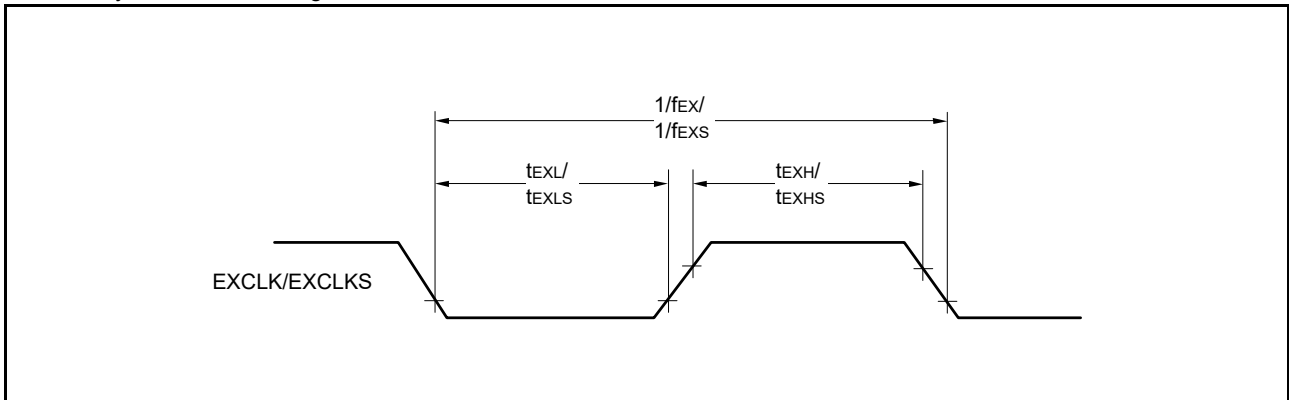 1/fEX/
1/fEXS
tEXL/
tEXLS
tEXH/
tEXHS
EXCLK/EXCLKS